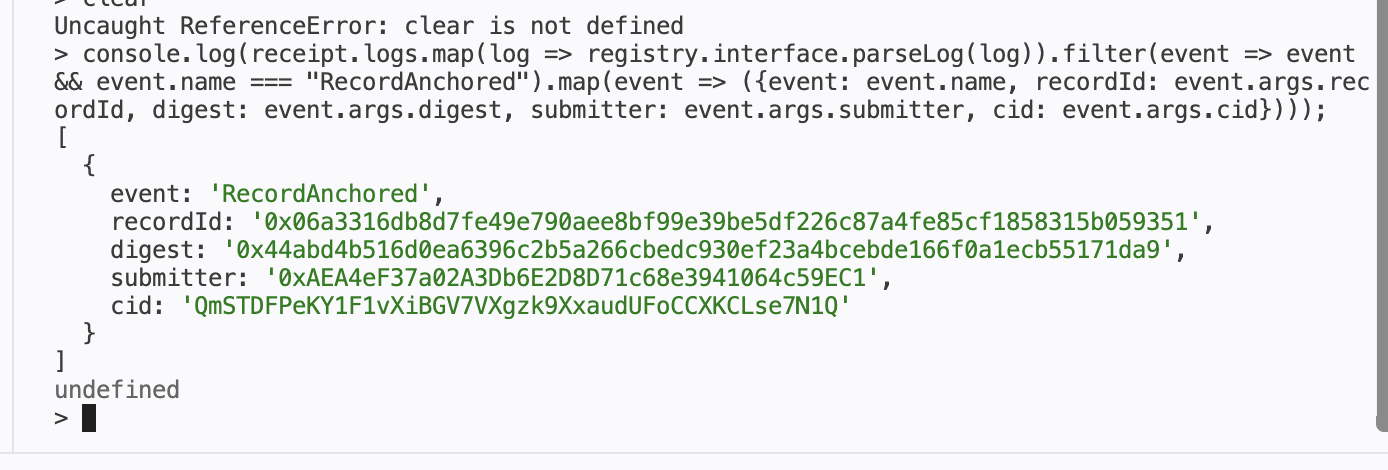 > clear
Uncaught ReferenceError: clear is not defined
> console.log(receipt.logs.map(log => registry.interface.parseLog(log)).filter(event => event
&& event.name === "RecordAnchored").map(event => ({event: event.name, recordId: event.args.rec
ordId, digest: event.args.digest, submitter: event.args.submitter, cid: event.args.cid})));
[
  {
    event: 'RecordAnchored',
    recordId: '0x06a3316db8d7fe49e790aee8bf99e39be5df226c87a4fe85cf1858315b059351',
    digest: '0x44abd4b516d0ea6396c2b5a266cbedc930ef23a4bcebde166f0a1ecb55171da9',
    submitter: '0xAEA4eF37a02A3Db6E2D8D71c68e3941064c59EC1',
    cid: 'QmSTDFPeKY1F1vXiBGV7VXgzk9XxaudUFoCCXKCLse7N1Q'
  }
]
undefined
>